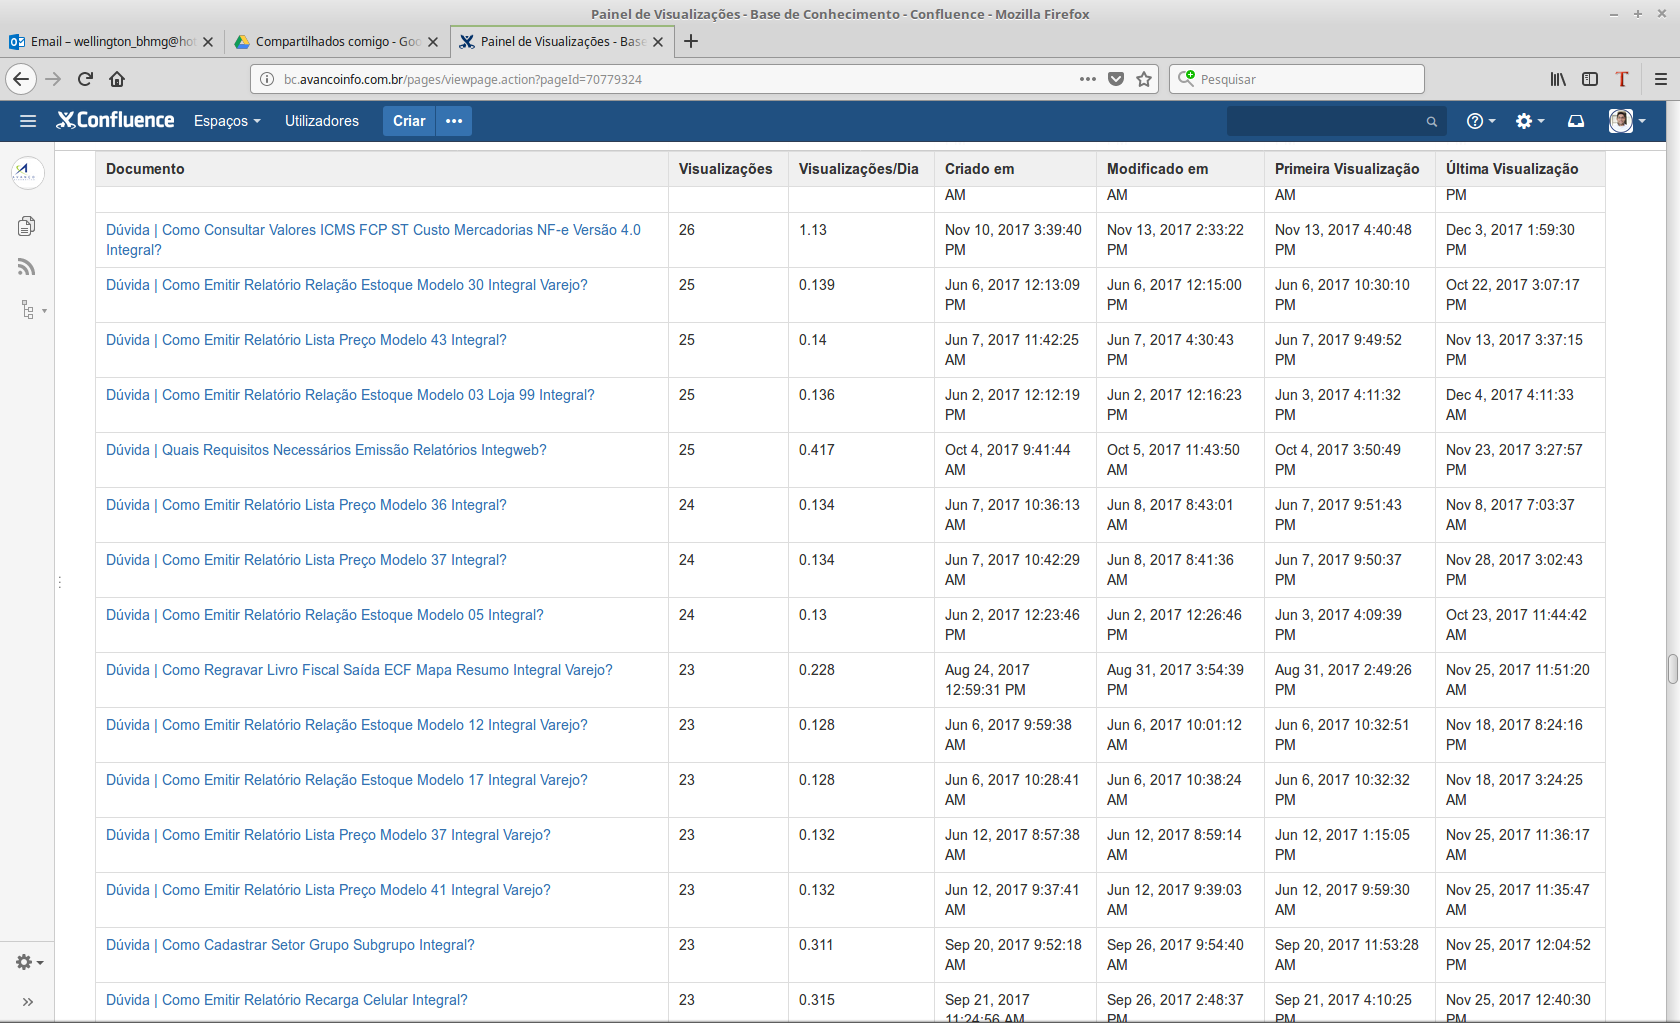 Painel de Visualizações - Base de Conhecimento - Confluence - Mozilla Firefox
Email – wellington_bhmg@ho
Compartilhados comigo - Goo
Painel de Visualizações - Base
bc.avancoinfo.com.br/pages/viewpage.action?pageId=70779324
Pesquisar
Confluence
Espaços
Utilizadores
Criar
Documento Visualizações Visualizações/Dia Criado em Modificado em Primeira Visualização Última Visualização
AM AM AM PM
Dúvida | Como Consultar Valores ICMS FCP ST Custo Mercadorias NF-e Versão 4.0 26 1.13 Nov 10, 2017 3:39:40 Nov 13, 2017 2:33:22 Nov 13, 2017 4:40:48 Dec 3, 2017 1:59:30
Integral? PM PM PM PM
Dúvida | Como Emitir Relatório Relação Estoque Modelo 30 Integral Varejo? 25 0.139 Jun 6, 2017 12:13:09 Jun 6, 2017 12:15:00 Jun 6, 2017 10:30:10 Oct 22, 2017 3:07:17
PM PM PM PM
Dúvida | Como Emitir Relatório Lista Preço Modelo 43 Integral? 25 0.14 Jun 7, 2017 11:42:25 Jun 7, 2017 4:30:43 Jun 7, 2017 9:49:52 Nov 13, 2017 3:37:15
AM PM PM PM
Dúvida | Como Emitir Relatório Relação Estoque Modelo 03 Loja 99 Integral? 25 0.136 Jun 2, 2017 12:12:19 Jun 2, 2017 12:16:23 Jun 3, 2017 4:11:32 Dec 4, 2017 4:11:33
PM PM PM AM
Dúvida | Quais Requisitos Necessários Emissão Relatórios Integweb? 25 0.417 Oct 4, 2017 9:41:44 Oct 5, 2017 11:43:50 Oct 4, 2017 3:50:49 Nov 23, 2017 3:27:57
AM AM PM PM
Dúvida | Como Emitir Relatório Lista Preço Modelo 36 Integral? 24 0.134 Jun 7, 2017 10:36:13 Jun 8, 2017 8:43:01 Jun 7, 2017 9:51:43 Nov 8, 2017 7:03:37
AM AM PM AM
Dúvida | Como Emitir Relatório Lista Preço Modelo 37 Integral? 24 0.134 Jun 7, 2017 10:42:29 Jun 8, 2017 8:41:36 Jun 7, 2017 9:50:37 Nov 28, 2017 3:02:43
AM AM PM PM
Dúvida | Como Emitir Relatório Relação Estoque Modelo 05 Integral? 24 0.13 Jun 2, 2017 12:23:46 Jun 2, 2017 12:26:46 Jun 3, 2017 4:09:39 Oct 23, 2017 11:44:42
PM PM PM AM
Dúvida | Como Regravar Livro Fiscal Saída ECF Mapa Resumo Integral Varejo? 23 0.228 Aug 24, 2017 Aug 31, 2017 3:54:39 Aug 31, 2017 2:49:26 Nov 25, 2017 11:51:20
12:59:31 PM PM PM AM
Dúvida | Como Emitir Relatório Relação Estoque Modelo 12 Integral Varejo? 23 0.128 Jun 6, 2017 9:59:38 Jun 6, 2017 10:01:12 Jun 6, 2017 10:32:51 Nov 18, 2017 8:24:16
AM AM PM PM
Dúvida | Como Emitir Relatório Relação Estoque Modelo 17 Integral Varejo? 23 0.128 Jun 6, 2017 10:28:41 Jun 6, 2017 10:38:24 Jun 6, 2017 10:32:32 Nov 18, 2017 3:24:25
AM AM PM AM
Dúvida | Como Emitir Relatório Lista Preço Modelo 37 Integral Varejo? 23 0.132 Jun 12, 2017 8:57:38 Jun 12, 2017 8:59:14 Jun 12, 2017 1:15:05 Nov 25, 2017 11:36:17
AM AM PM AM
Dúvida | Como Emitir Relatório Lista Preço Modelo 41 Integral Varejo? 23 0.132 Jun 12, 2017 9:37:41 Jun 12, 2017 9:39:03 Jun 12, 2017 9:59:30 Nov 25, 2017 11:35:47
AM AM AM AM
Dúvida | Como Cadastrar Setor Grupo Subgrupo Integral? 23 0.311 Sep 20, 2017 9:52:18 Sep 26, 2017 9:54:40 Sep 20, 2017 11:53:28 Nov 25, 2017 12:04:52
AM AM AM PM
Dúvida | Como Emitir Relatório Recarga Celular Integral? 23 0.315 Sep 21, 2017 Sep 26, 2017 2:48:37 Sep 21, 2017 4:10:25 Nov 25, 2017 12:40:30
11:24:56 AM PM PM PM